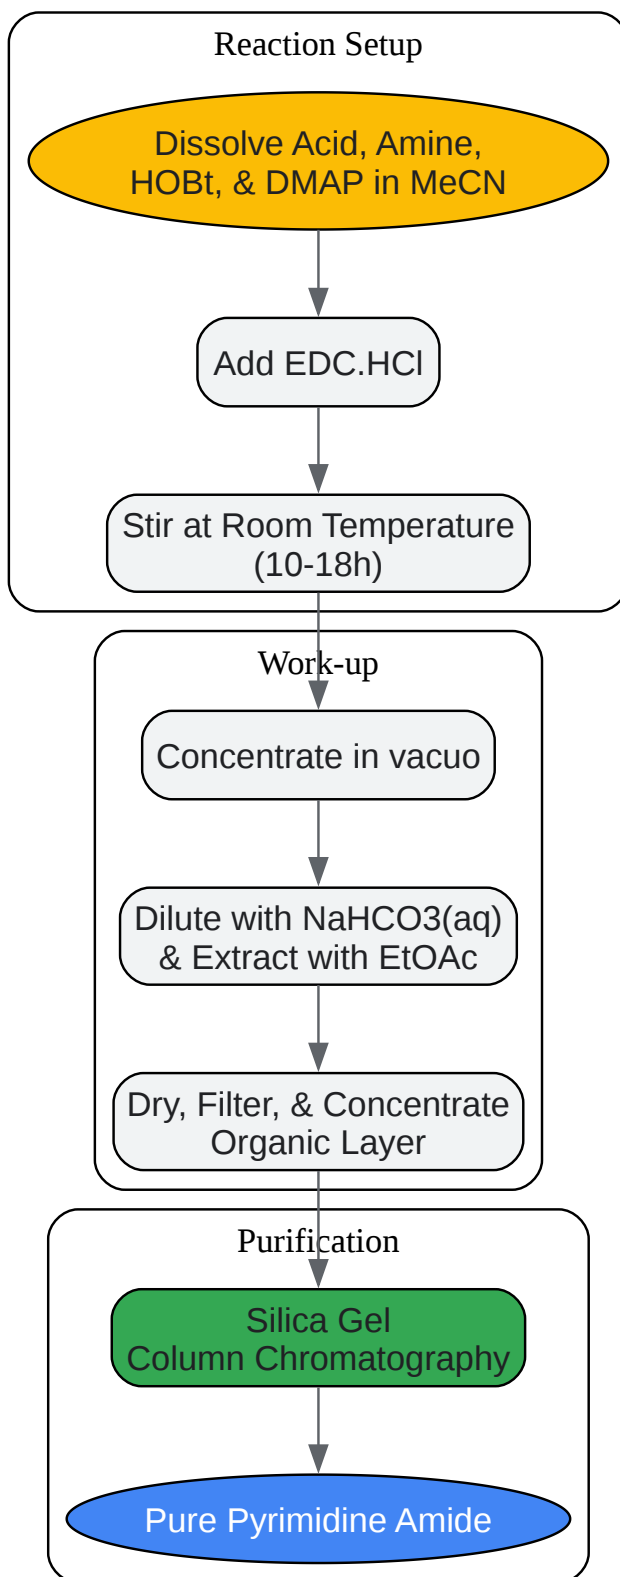 Reaction Setup
Dissolve Acid, Amine,
HOBt, & DMAP in MeCN
Add EDC.HCl
Stir at Room Temperature
(10-18h)
Work-up
Concentrate in vacuo
Dilute with NaHCO3(aq)
& Extract with EtOAc
Dry, Filter, & Concentrate
Organic Layer
Purification
Silica Gel
Column Chromatography
Pure Pyrimidine Amide